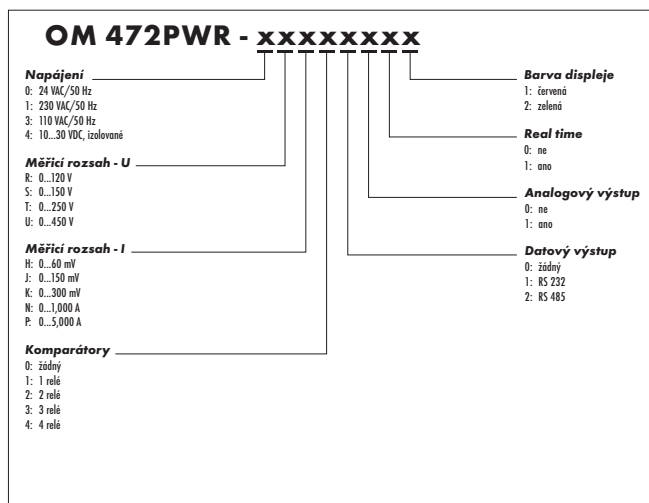 OM 472PWR - xxxxxxxx
Napájení
0: 24 VAC/50 Hz
1: 230 VAC/50 Hz
3: 110 VAC/50 Hz
4: 10...30 VDC, izolované
Měřicí rozsah - U
R: 0...120 V
S: 0...150 V
T: 0...250 V
U: 0...450 V
Měřicí rozsah - I
H: 0...60 mV
J: 0...150 mV
K: 0...300 mV
N: 0...1,000 A
P: 0...5,000 A
Komparátory
0: žádný
1: 1 relé
2: 2 relé
3: 3 relé
4: 4 relé
Barva displeje
1: červená
2: zelená
Real time
0: ne
1: ano
Analogový výstup
0: ne
1: ano
Datový výstup
0: žádný
1: RS 232
2: RS 485